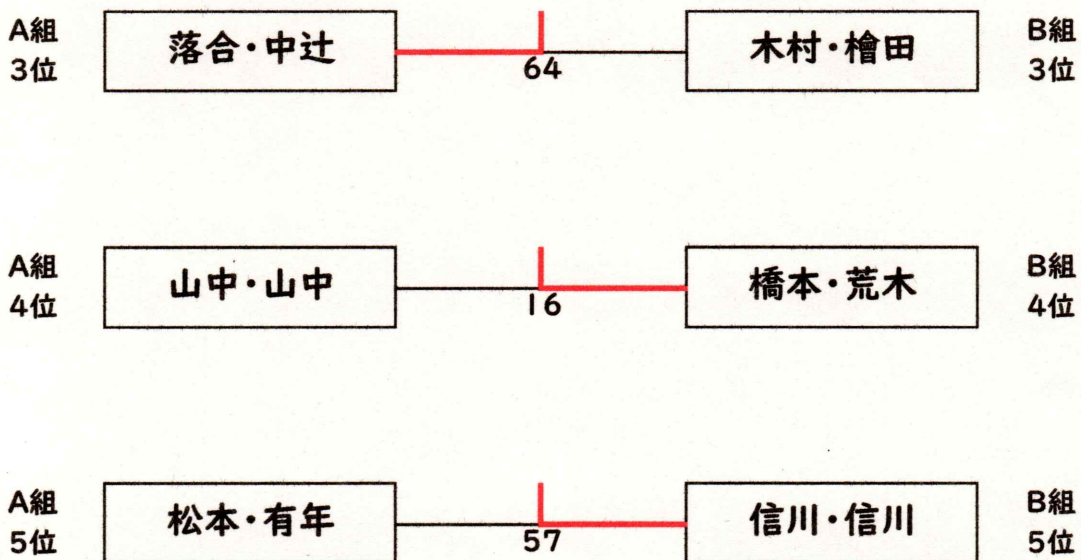 A組
3位
落合・中辻
64
木村・檜田
B組
3位
A組
4位
山中・山中
16
橋本・荒木
B組
4位
A組
5位
松本・有年
57
信川・信川
B組
5位